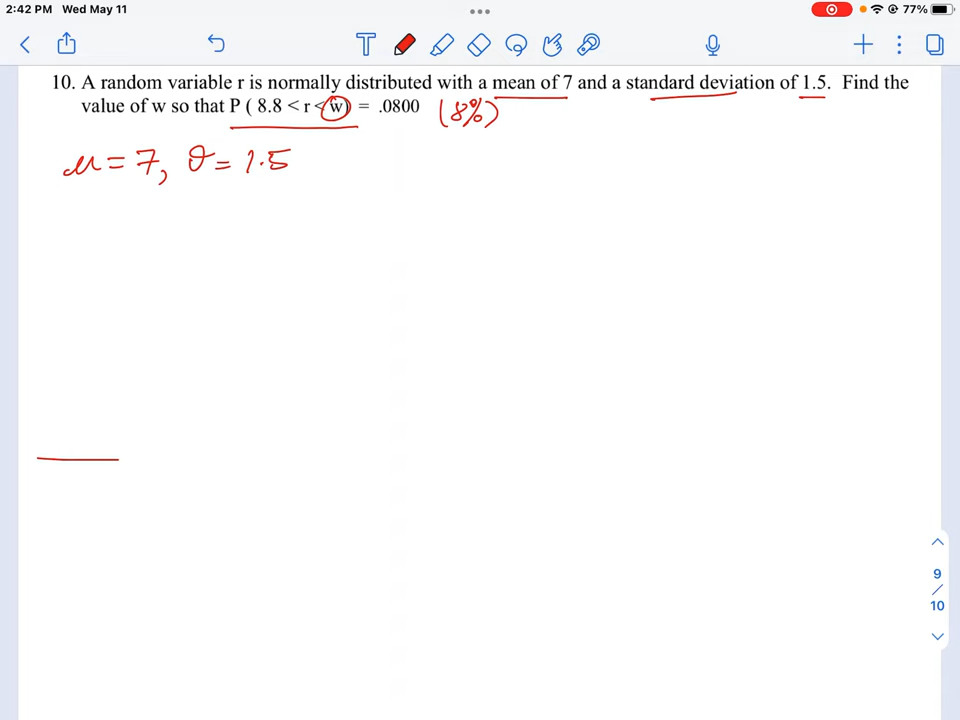 2:42 PM Wed May 11
77%
10. A random variable r is normally distributed with a mean of 7 and a standard deviation of 1.5. Find the
value of w so that P ( 8.8 < r < w) = .0800 (8%)
μ = 7, σ = 1.5
T
9
/
10